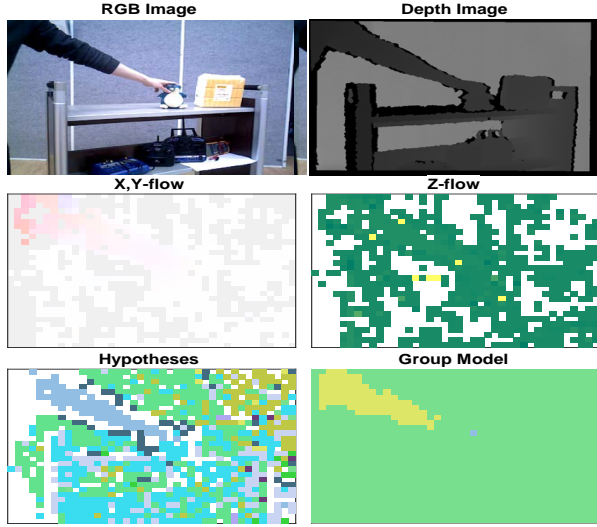 RGB Image
Depth Image
X,Y-flow
Z-flow
Hypotheses
Group Model